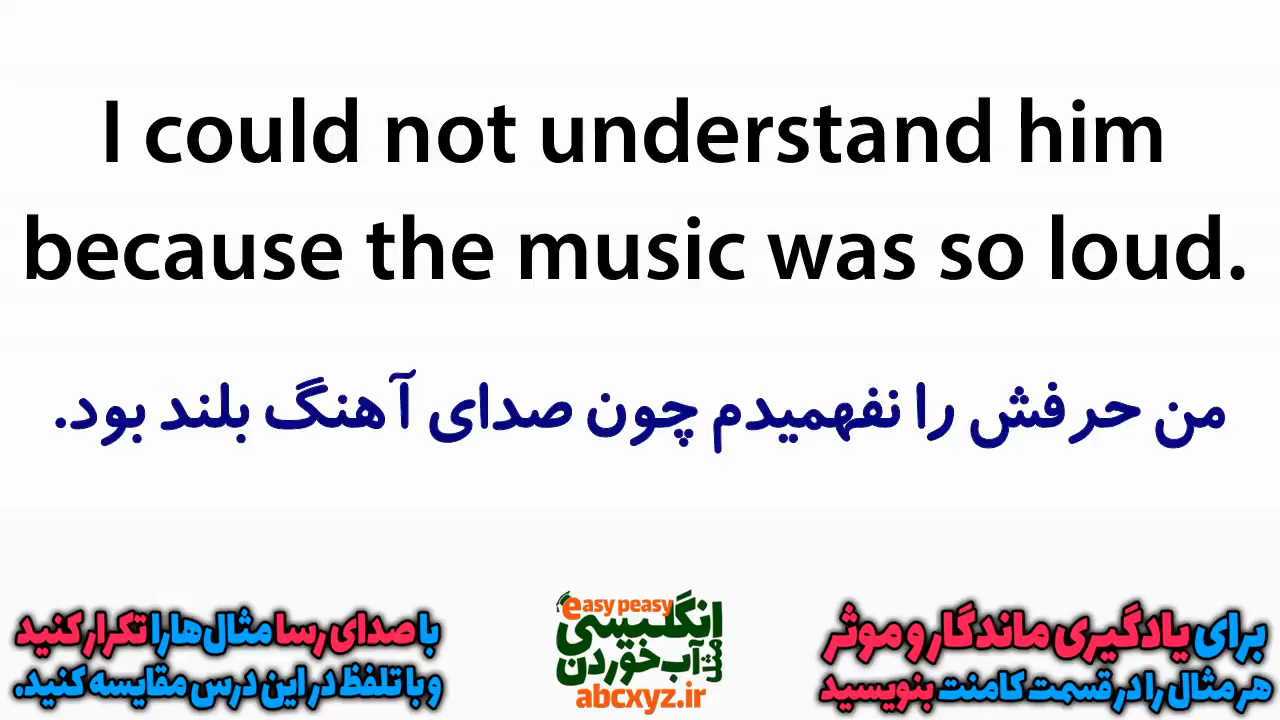 I could not understand him
because the music was so loud.
من حرفش را نفهمیدم چون صدای آهنگ بلند بود.
برای یادگیری ماندگار و موثر
هر مثال را در قسمت کامنت بنویسید
easy peasy
انگلیسی
مثل آب خوردن
abcxyz.ir
با صدای رسا مثال‌ها را تکرار کنید
و با تلفظ در این درس مقایسه کنید.